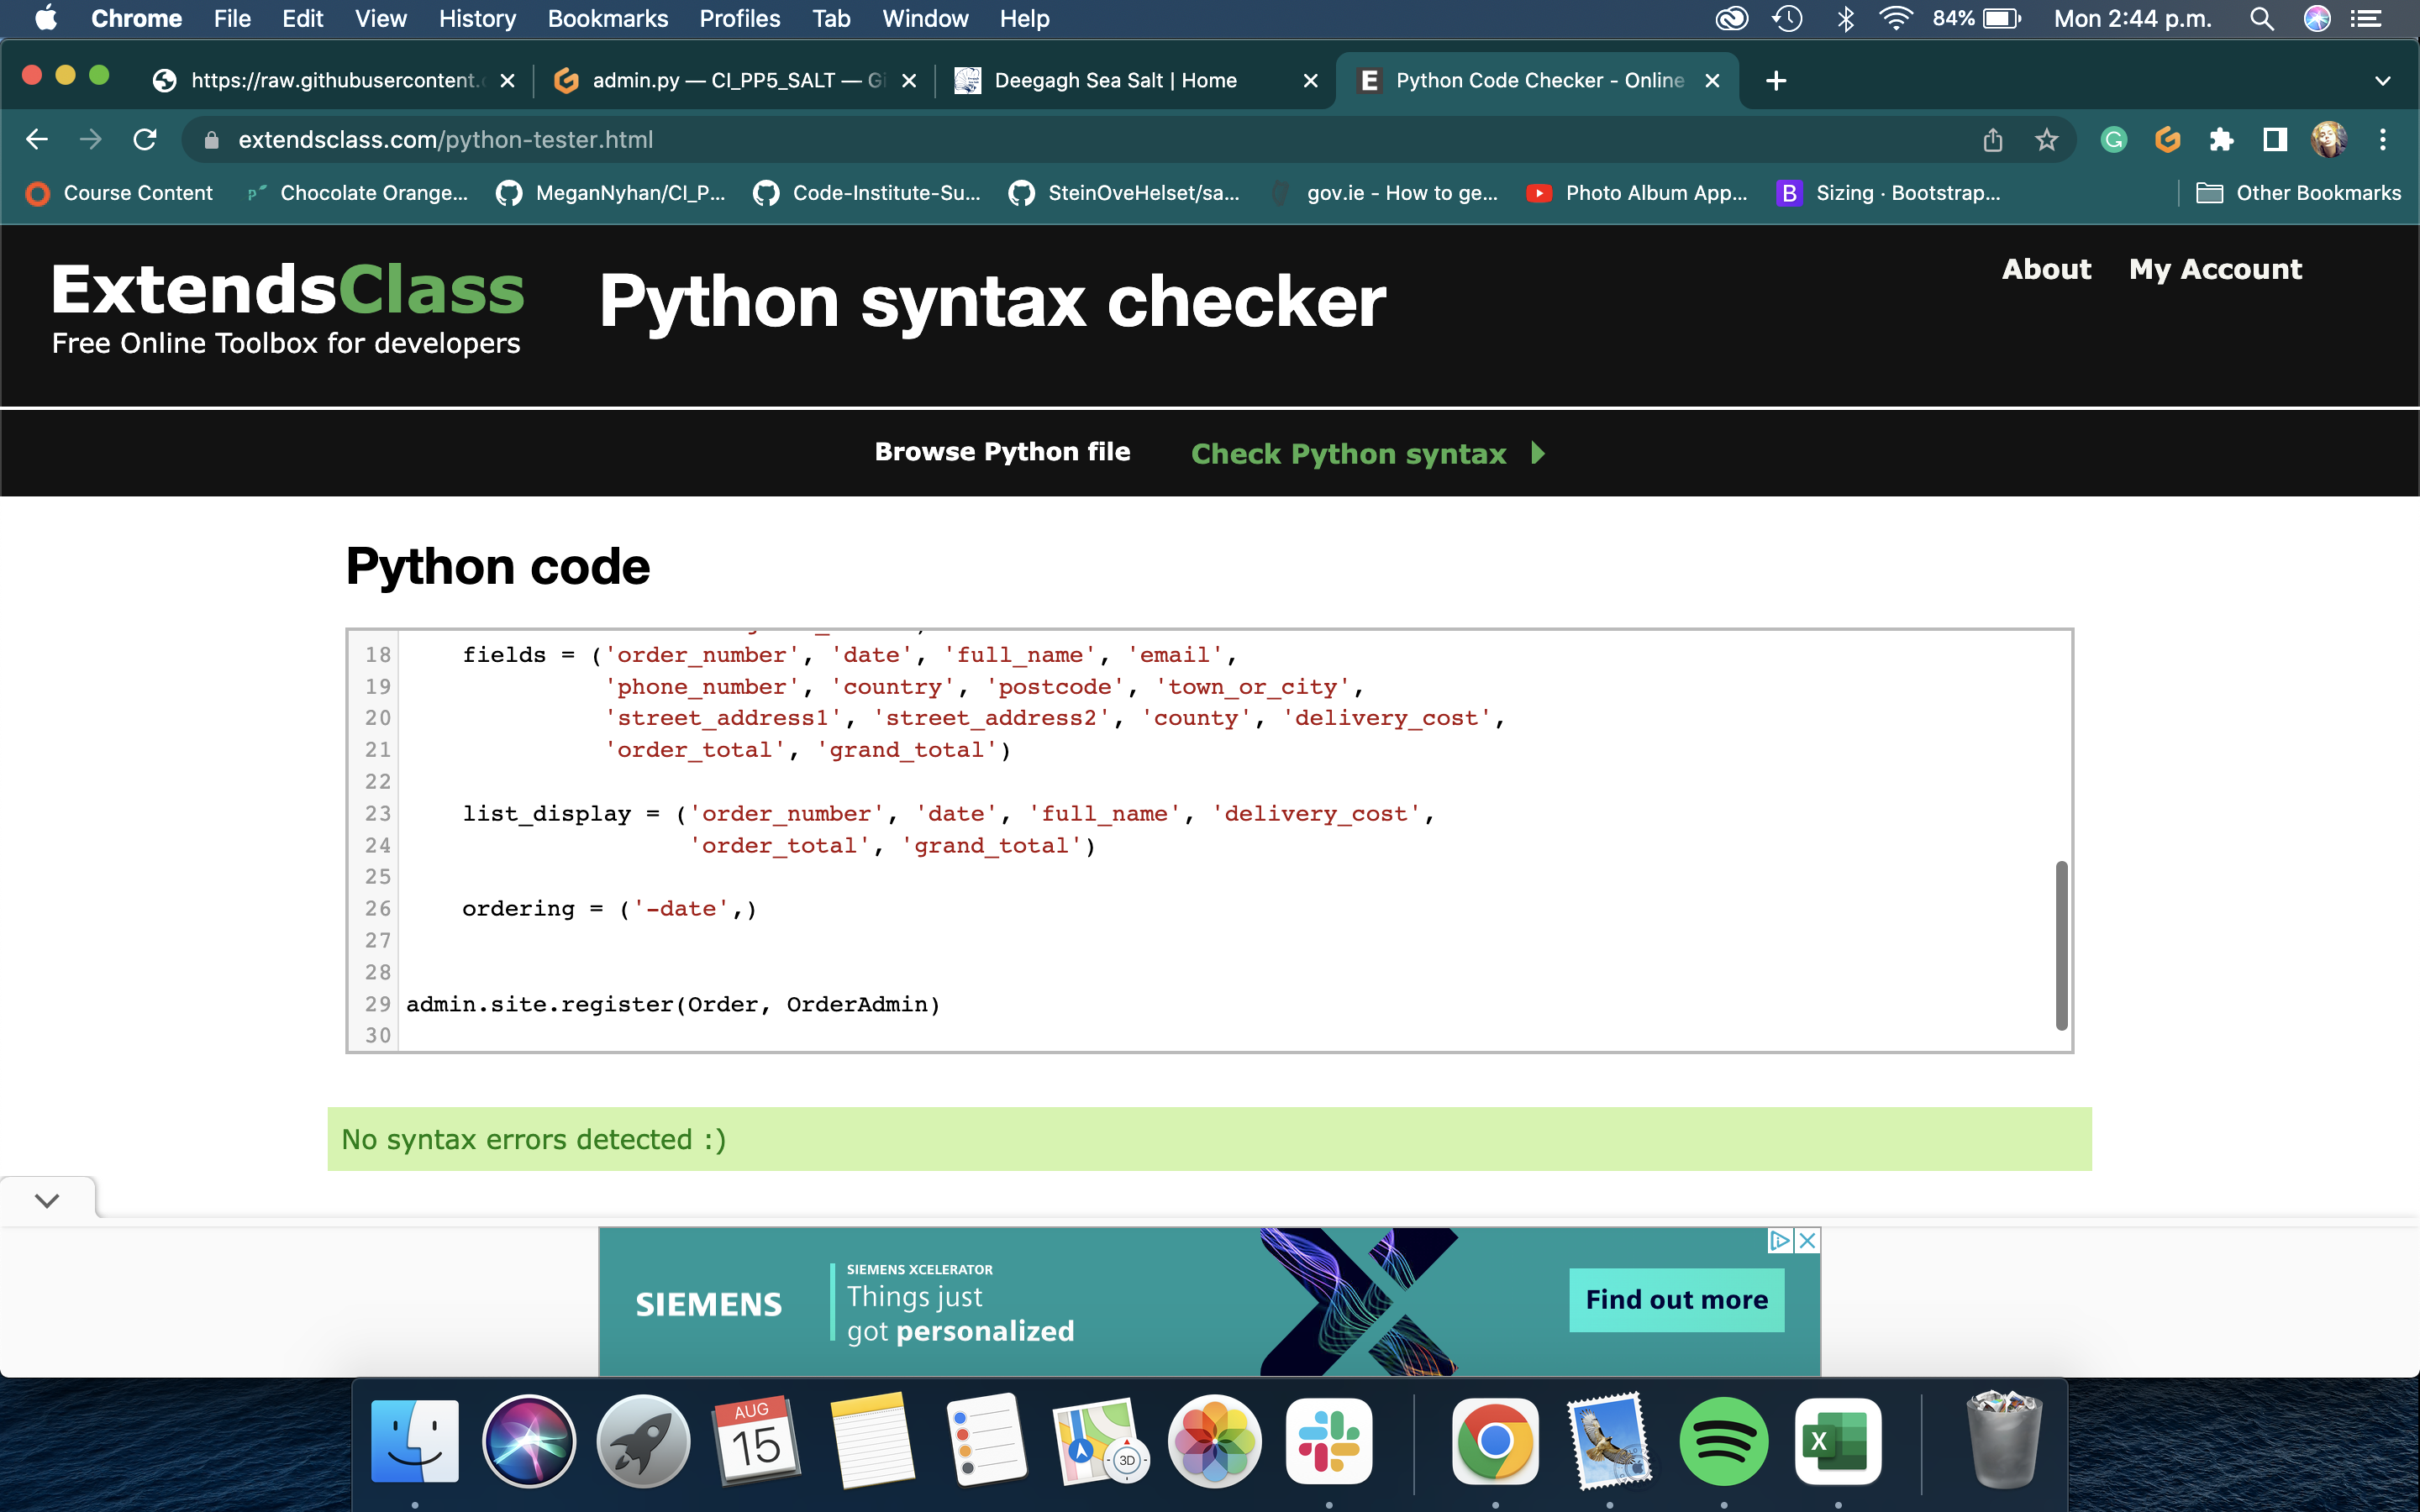 Chrome File Edit View History Bookmarks Profiles Tab Window Help 84% Mon 2:44 p.m.
https://raw.githubusercontent. admin.py — CI_PP5_SALT — Gi Deegagh Sea Salt | Home E Python Code Checker - Online
extendsclass.com/python-tester.html
Course Content Chocolate Orange... MeganNyhan/CI_P... Code-Institute-Su... SteinOveHelset/sa... gov.ie - How to ge... Photo Album App... B Sizing · Bootstrap... Other Bookmarks
ExtendsClass
Free Online Toolbox for developers
Python syntax checker
About My Account
Browse Python file Check Python syntax
Python code
18 fields = ('order_number', 'date', 'full_name', 'email',
19 'phone_number', 'country', 'postcode', 'town_or_city',
20 'street_address1', 'street_address2', 'county', 'delivery_cost',
21 'order_total', 'grand_total')
22
23 list_display = ('order_number', 'date', 'full_name', 'delivery_cost',
24 'order_total', 'grand_total')
25
26 ordering = ('-date',)
27
28
29 admin.site.register(Order, OrderAdmin)
30
No syntax errors detected :)
SIEMENS
SIEMENS XCELERATOR
Things just
got personalized
Find out more
AUG
15
3D
X